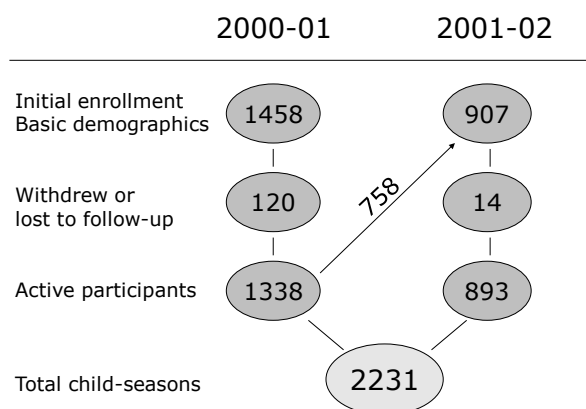 2000-01 2001-02
Initial enrollment
Basic demographics
1458 907
Withdrew or
lost to follow-up
120 758 14
Active participants 1338 893
Total child-seasons 2231